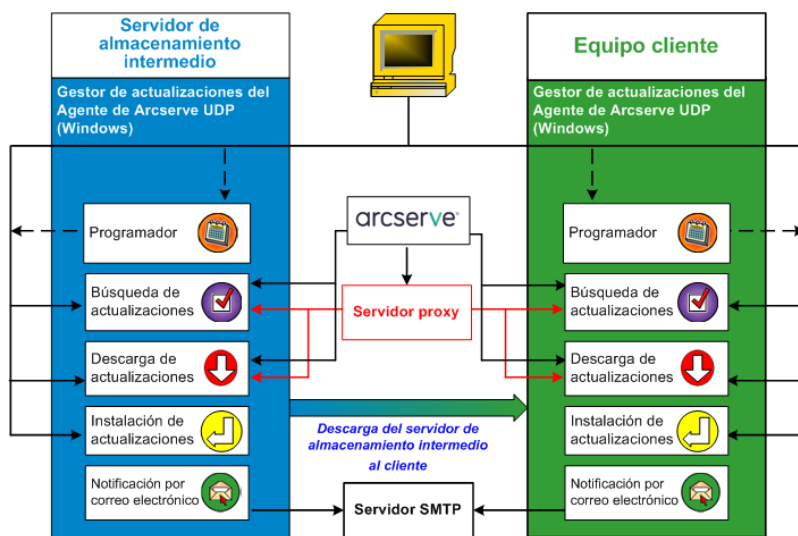 Servidor de
almacenamiento
intermedio
Gestor de actualizaciones del
Agente de Arcserve UDP
(Windows)
Programador
Búsqueda de
actualizaciones
Descarga de
actualizaciones
Instalación de
actualizaciones
Notificación por
correo electrónico
arcserve®
Servidor proxy
Descarga del servidor de
almacenamiento intermedio
al cliente
Servidor SMTP
Equipo cliente
Gestor de actualizaciones del
Agente de Arcserve UDP
(Windows)
Programador
Búsqueda de
actualizaciones
Descarga de
actualizaciones
Instalación de
actualizaciones
Notificación por
correo electrónico